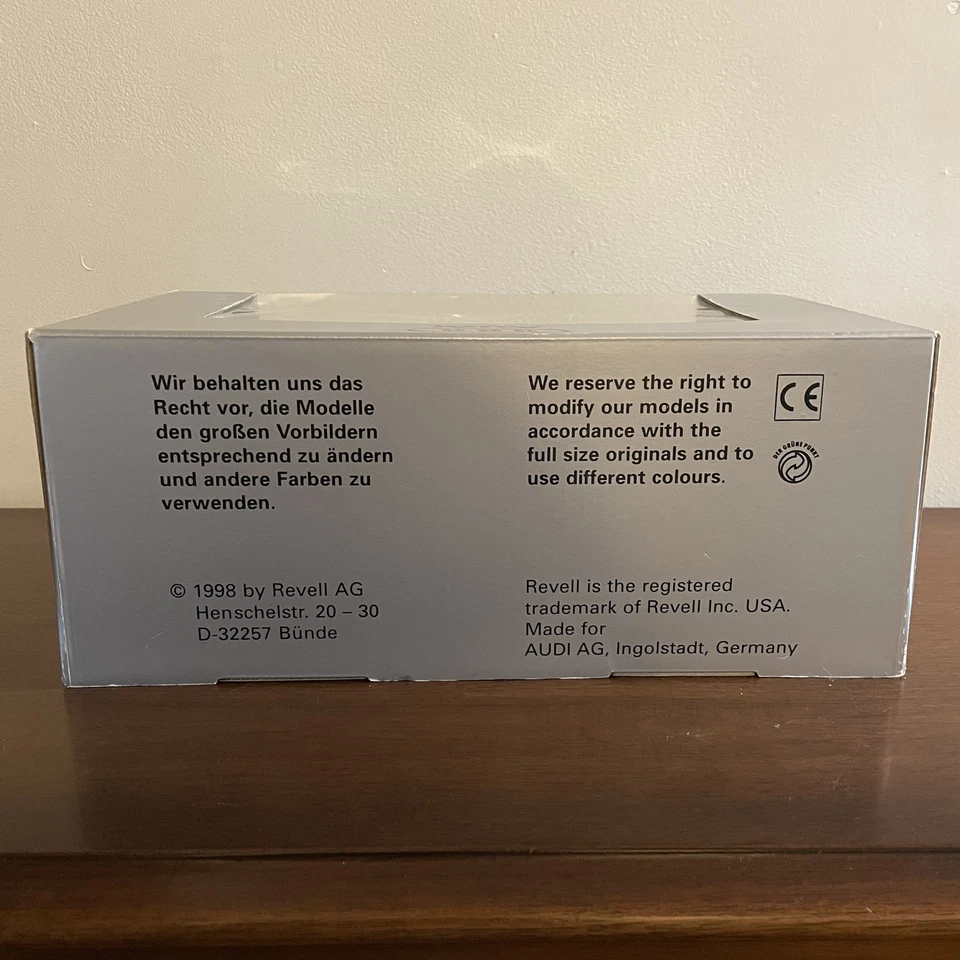 Wir behalten uns das
Recht vor, die Modelle
den großen Vorbildern
entsprechend zu ändern
und andere Farben zu
verwenden.
We reserve the right to
modify our models in
accordance with the
full size originals and to
use different colours.
CE
DER GRÜNE PUNKT
© 1998 by Revell AG
Henschelstr. 20 – 30
D-32257 Bünde
Revell is the registered
trademark of Revell Inc. USA.
Made for
AUDI AG, Ingolstadt, Germany